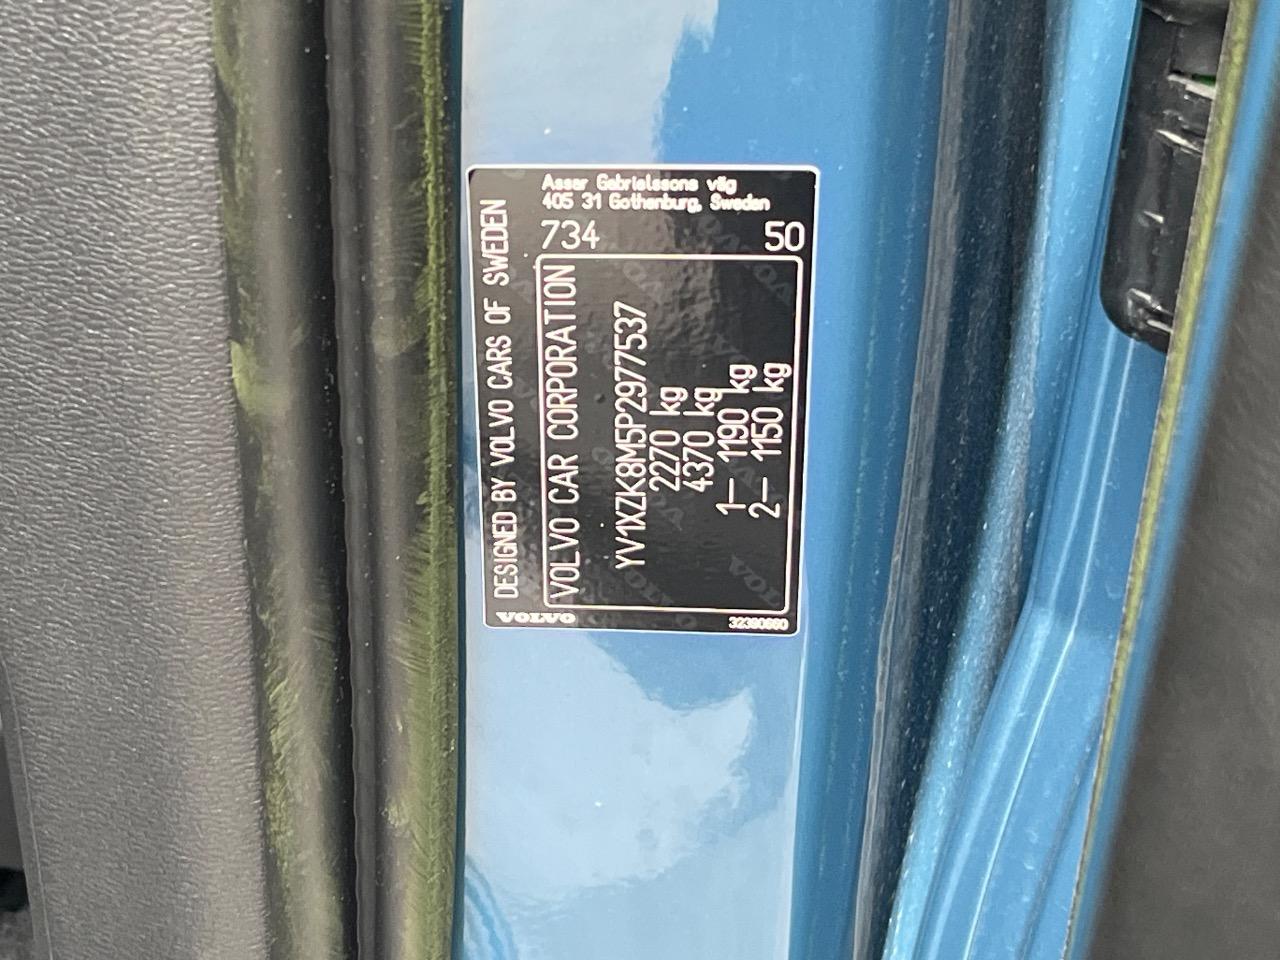 Assar Gabrielssons väg
405 31 Gothenburg, Sweden
734 50
DESIGNED BY VOLVO CARS OF SWEDEN
VOLVO CAR CORPORATION
YV1XZK8M5P2977537
2270 kg
4370 kg
1— 1190 kg
2— 1150 kg
VOLVO
32390660